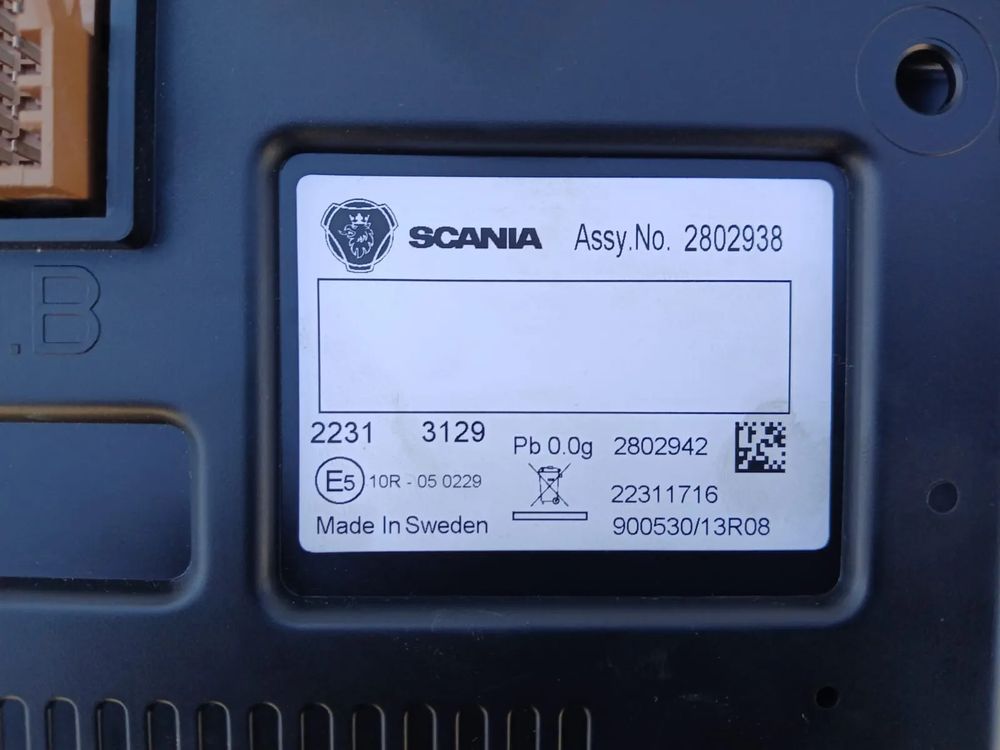 SCANIA Assy.No. 2802938
.B
2231 3129
Pb 0.0g 2802942
E5 10R - 05 0229
22311716
Made In Sweden
900530/13R08